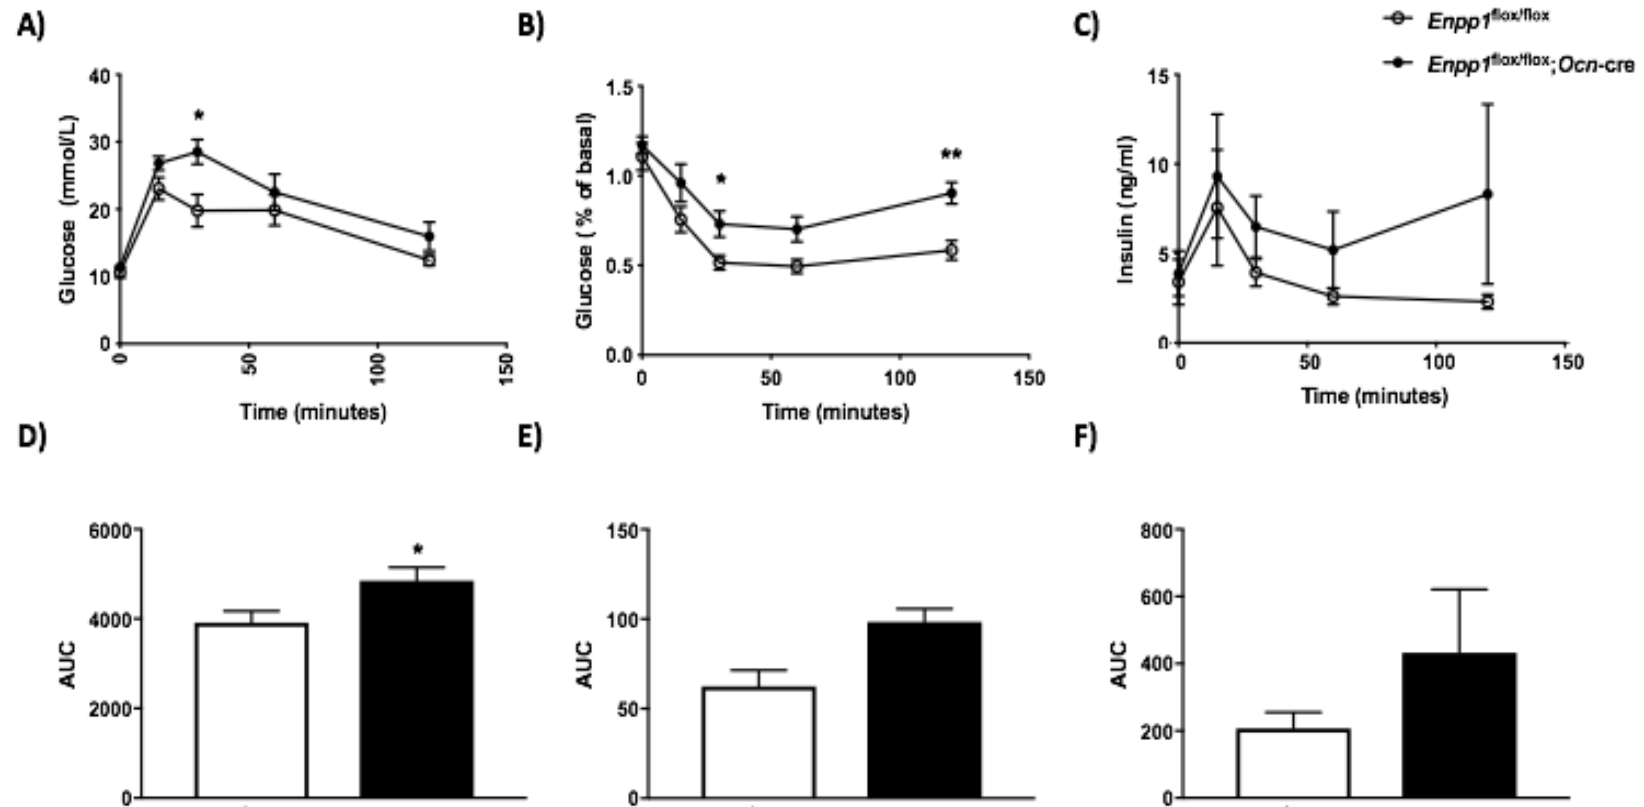 A)
B)
C)
Enpp1flox/flox
Enpp1flox/flox;Ocn-cre
40
30
20
10
0
Glucose (mmol/L)
*
0
50
100
150
Time (minutes)
1.5
1.0
0.5
0.0
Glucose ( % of basal)
*
**
0
50
100
150
Time (minutes)
15
10
5
0
Insulin (ng/ml)
0
50
100
150
Time (minutes)
D)
E)
F)
6000
4000
2000
0
AUC
*
150
100
50
0
AUC
800
600
400
200
0
AUC